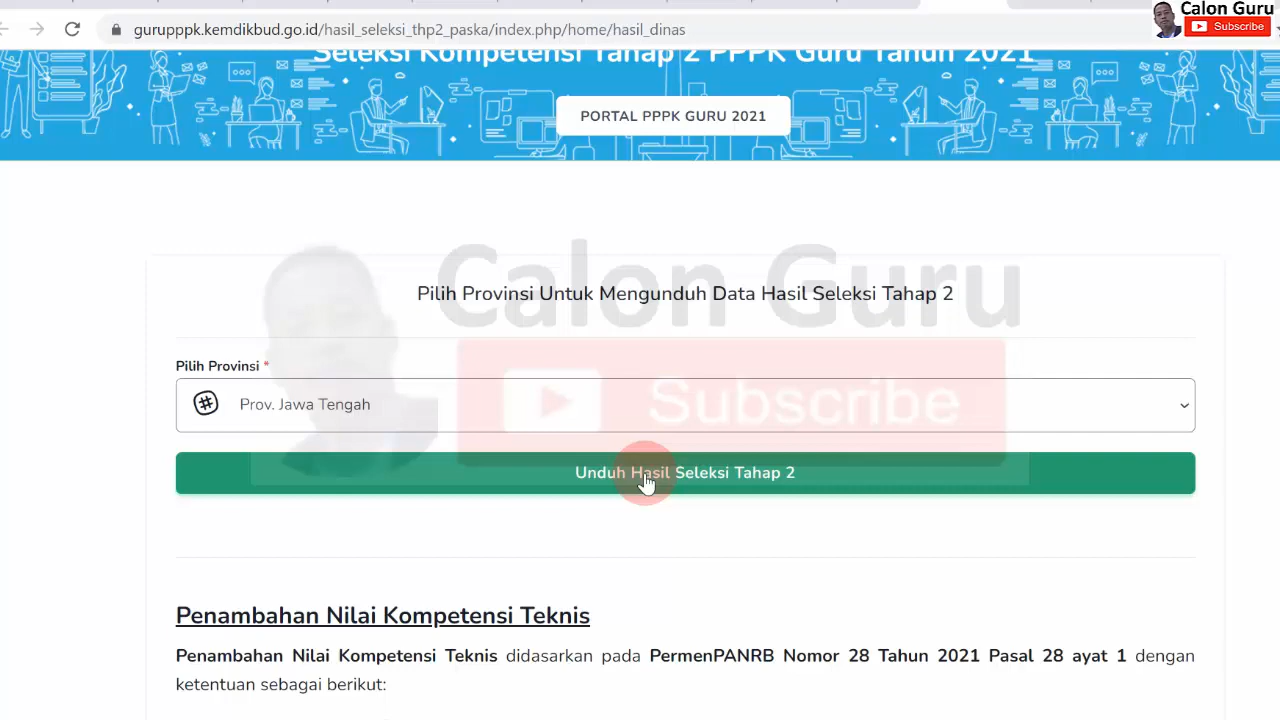 Calon Guru
Subscribe
gurupppk.kemdikbud.go.id/hasil_seleksi_thp2_paska/index.php/home/hasil_dinas
Seleksi Kompetensi Tahap 2 PPPK Guru Tahun 2021
PORTAL PPPK GURU 2021
Calon Guru
Pilih Provinsi Untuk Mengunduh Data Hasil Seleksi Tahap 2
Pilih Provinsi *
Subscribe
Prov. Jawa Tengah
Unduh Hasil Seleksi Tahap 2
Penambahan Nilai Kompetensi Teknis
Penambahan Nilai Kompetensi Teknis didasarkan pada PermenPANRB Nomor 28 Tahun 2021 Pasal 28 ayat 1 dengan
ketentuan sebagai berikut: